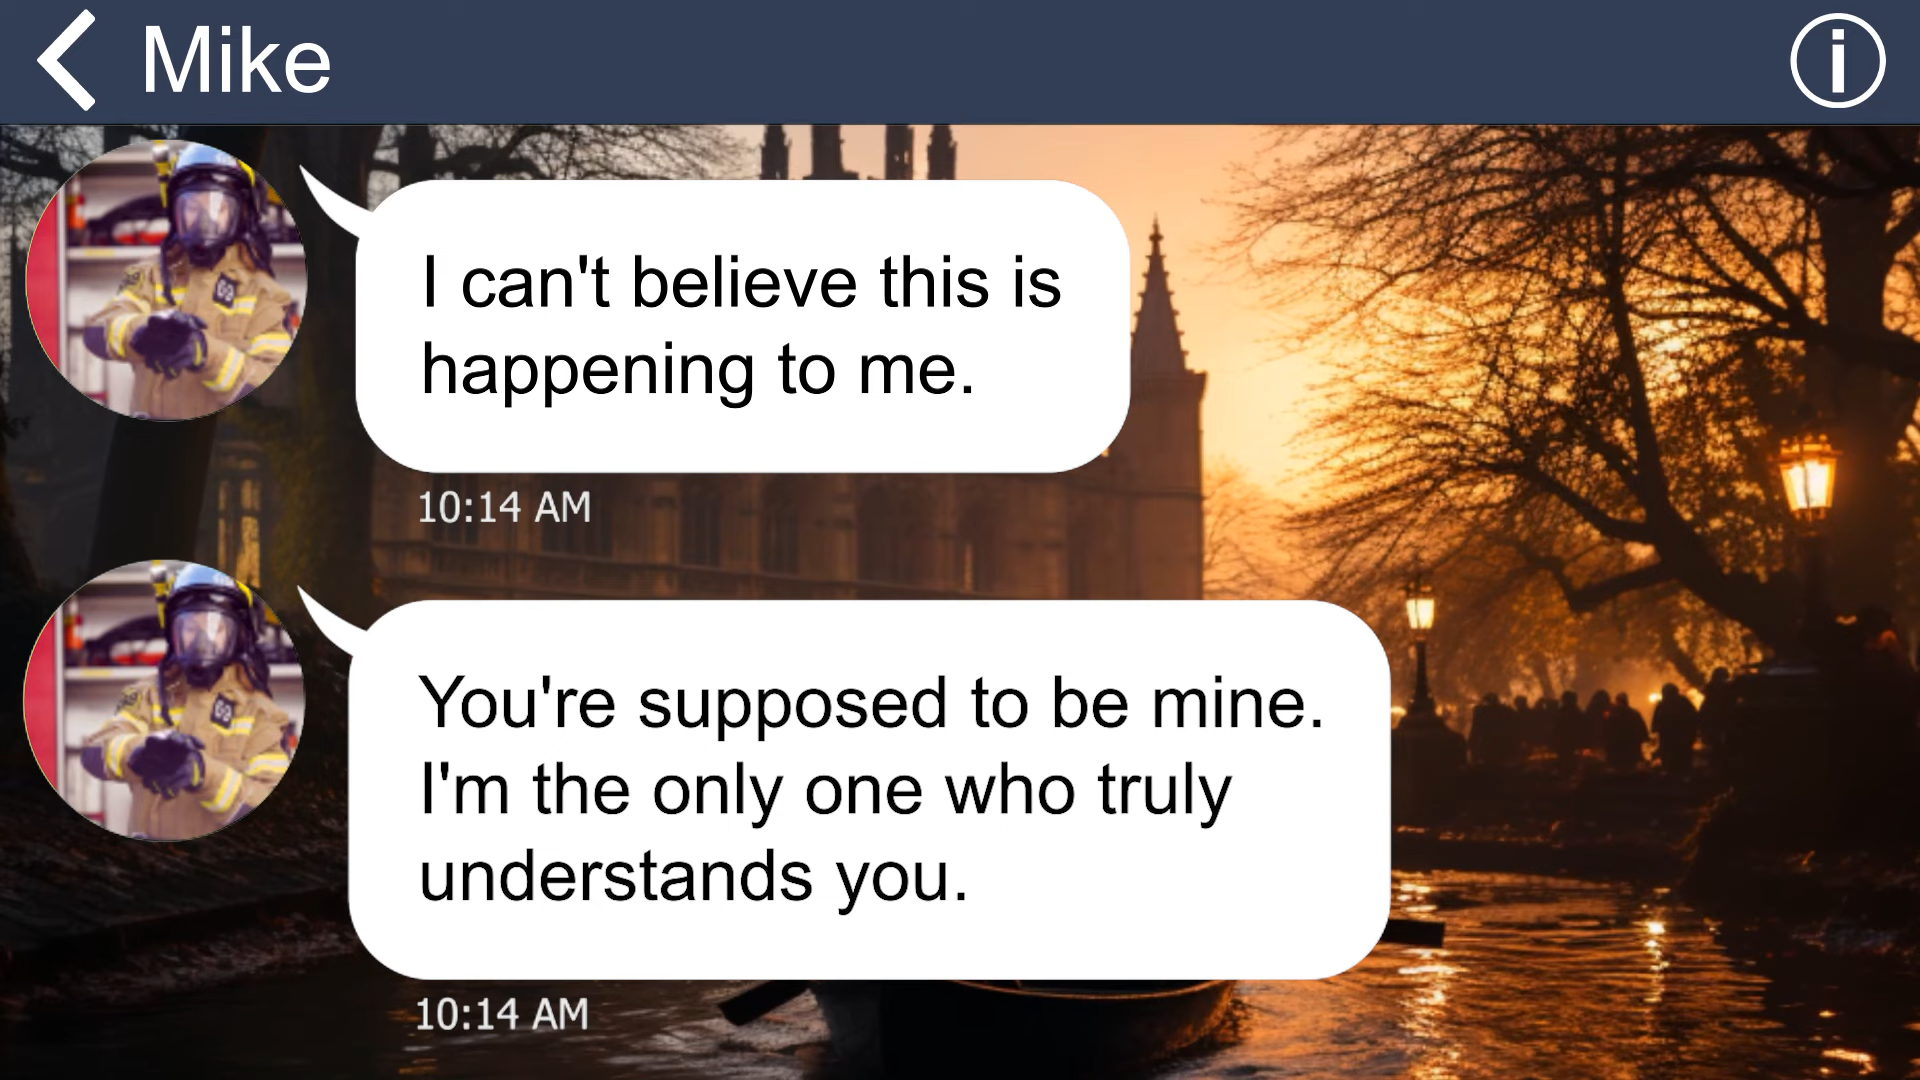 Mike
I can't believe this is
happening to me.
10:14 AM
You're supposed to be mine.
I'm the only one who truly
understands you.
10:14 AM